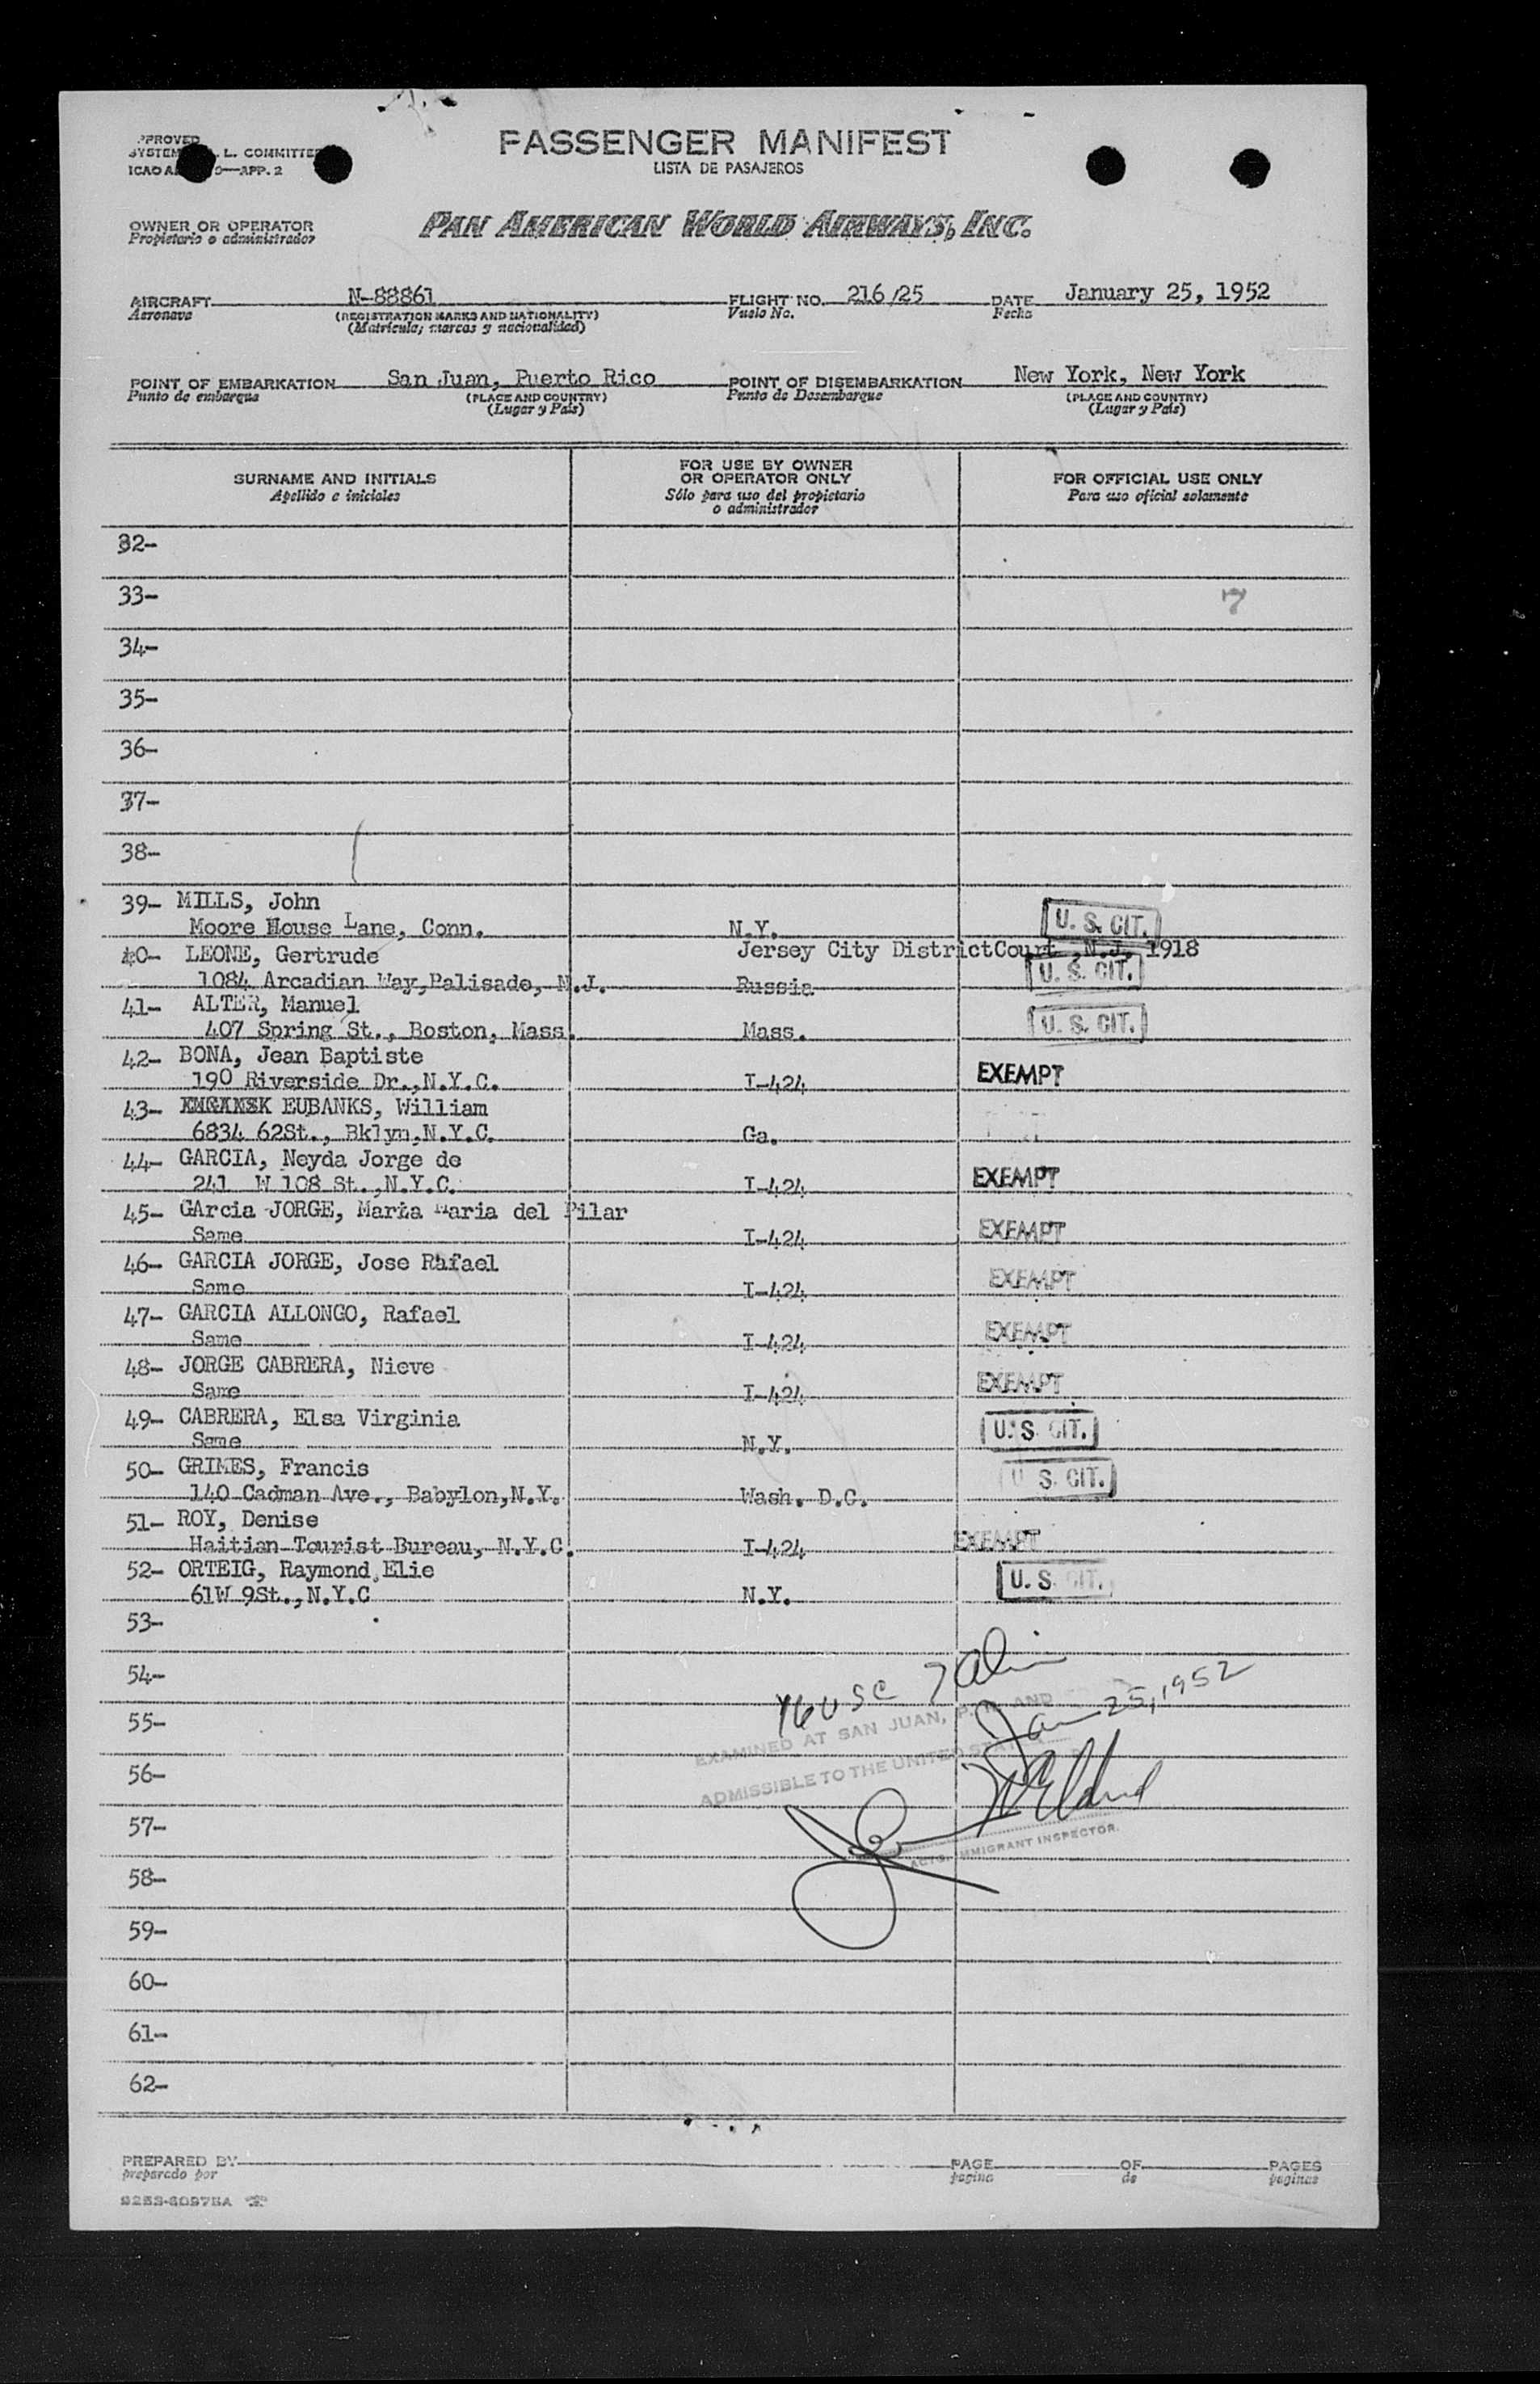 PASSENGER MANIFEST
LISTA DE PASAJEROS
OWNER OR OPERATOR
Propietario o administrador
PAN AMERICAN WORLD AIRWAYS, INC.
AIRCRAFT N-88861 FLIGHT NO. 216/25 DATE January 25, 1952
Aeronave (REGISTRATION MARKS AND NATIONALITY) Vuelo No. Fecha
(Matrícula; marcas y nacionalidad)
POINT OF EMBARKATION San Juan, Puerto Rico POINT OF DISEMBARKATION New York, New York
Punto de embarque (PLACE AND COUNTRY) Punto de Desembarque (PLACE AND COUNTRY)
(Lugar y País) (Lugar y País)
SURNAME AND INITIALS
Apellido e iniciales
FOR USE BY OWNER
OR OPERATOR ONLY
Sólo para uso del propietario
o administrador
FOR OFFICIAL USE ONLY
Para uso oficial solamente
32-
33- 7
34-
35-
36-
37-
38-
39- MILLS, John
Moore House Lane, Conn. N.Y. U. S. CIT.
40- LEONE, Gertrude Jersey City DistrictCourt ,N.J. 1918
1084 Arcadian Way,Palisade, N.J. Russia U. S. CIT.
41- ALTER, Manuel
407 Spring St., Boston, Mass. Mass. U. S. CIT.
42- BONA, Jean Baptiste
190 Riverside Dr.,N.Y.C. I-424 EXEMPT
43- EUBANKS, William
6834 62St., Bklyn,N.Y.C. Ga.
44- GARCIA, Neyda Jorge de
241 W 108 St.,N.Y.C. I-424 EXEMPT
45- GArcia JORGE, Marta Maria del Pilar
Same I-424 EXEMPT
46- GARCIA JORGE, Jose Rafael
Same I-424 EXEMPT
47- GARCIA ALLONGO, Rafael
Same I-424 EXEMPT
48- JORGE CABRERA, Nieve
Same I-424 EXEMPT
49- CABRERA, Elsa Virginia
Same N.Y. U. S. CIT.
50- GRIMES, Francis
140 Cadman Ave., Babylon,N.Y. Wash. D.C. U S. CIT.
51- ROY, Denise
Haitian Tourist Bureau, N.Y.C. I-424 EXEMPT
52- ORTEIG, Raymond Elie
61W 9St.,N.Y.C N.Y. U. S. CIT.
53-
54-
55- Jan 25, 1952
EXAMINED AT SAN JUAN, P. R. AND
56-
ADMISSIBLE TO THE UNITED STATES
57-
IMMIGRANT INSPECTOR.
58-
59-
60-
61-
62-
PREPARED BY PAGE OF PAGES
preparado por pagina de paginas